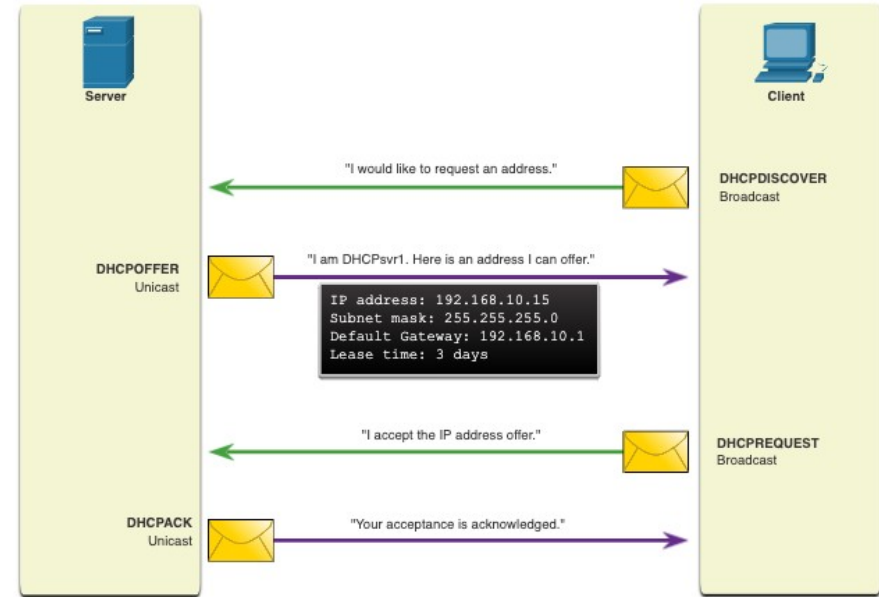 Server
Client
"I would like to request an address."
DHCPDISCOVER
Broadcast
"I am DHCPsvr1. Here is an address I can offer."
DHCPOFFER
Unicast
IP address: 192.168.10.15
Subnet mask: 255.255.255.0
Default Gateway: 192.168.10.1
Lease time: 3 days
"I accept the IP address offer."
DHCPREQUEST
Broadcast
DHCPACK
Unicast
"Your acceptance is acknowledged."